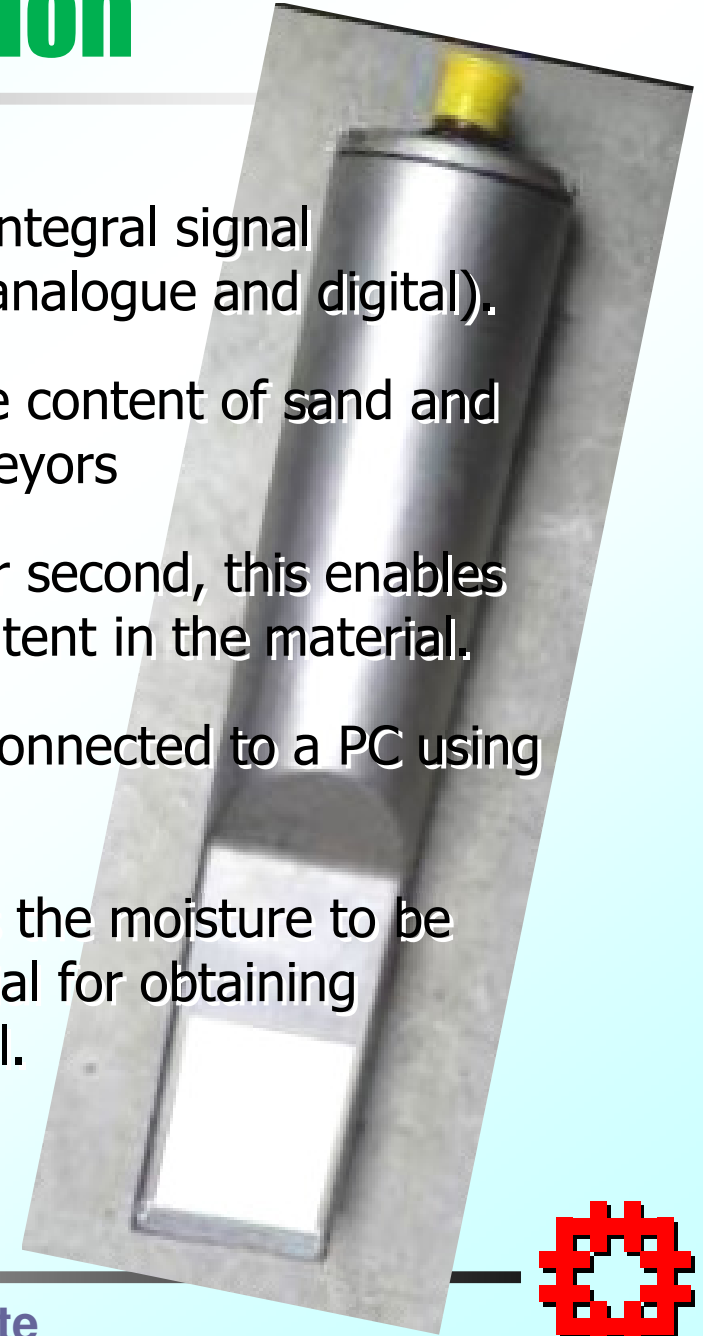 ion
ntegral signal
analogue and digital).
e content of sand and
eyors
r second, this enables
tent in the material.
onnected to a PC using
the moisture to be
al for obtaining
l.
te